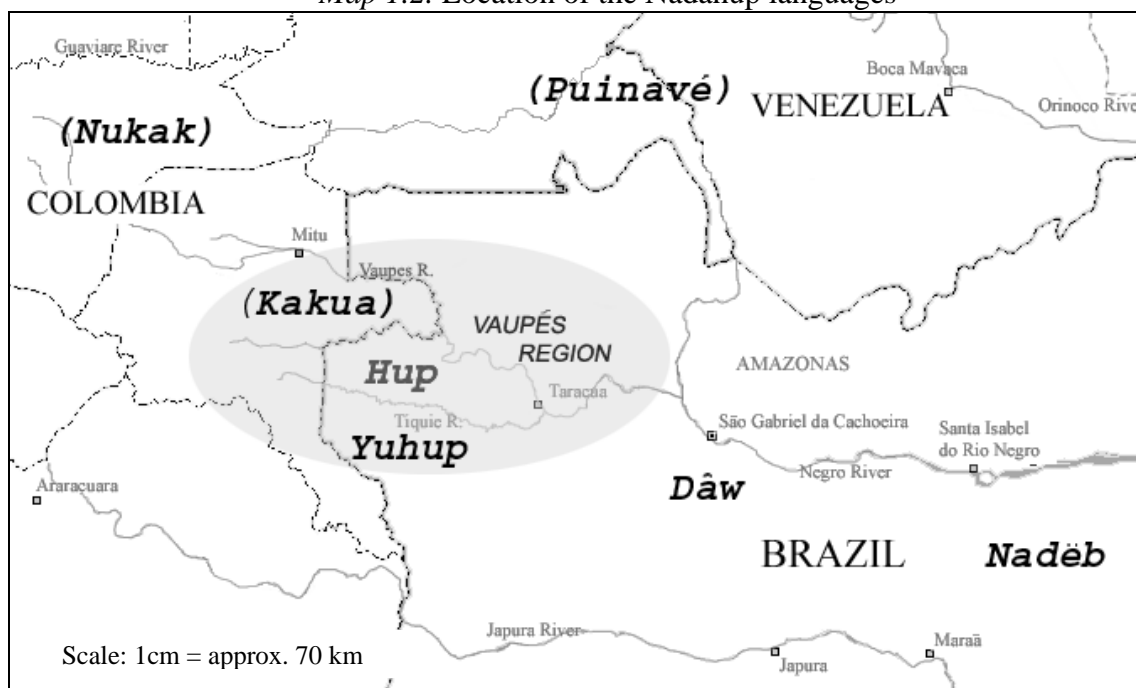 Map 1.2. Location of the Nadahup languages
Guaviare River
Boca Mavaca
(Puinavé)
VENEZUELA
Orinoco River
(Nukak)
COLOMBIA
Mitu
Vaupes R.
(Kakua)
VAUPÉS
REGION
AMAZONAS
Hup
Taracua
Tiquie R.
São Gabriel da Cachoeira
Santa Isabel
do Rio Negro
Yuhup
Negro River
Araracuara
Dâw
BRAZIL
Nadëb
Japura River
Maraã
Japura
Scale: 1cm = approx. 70 km